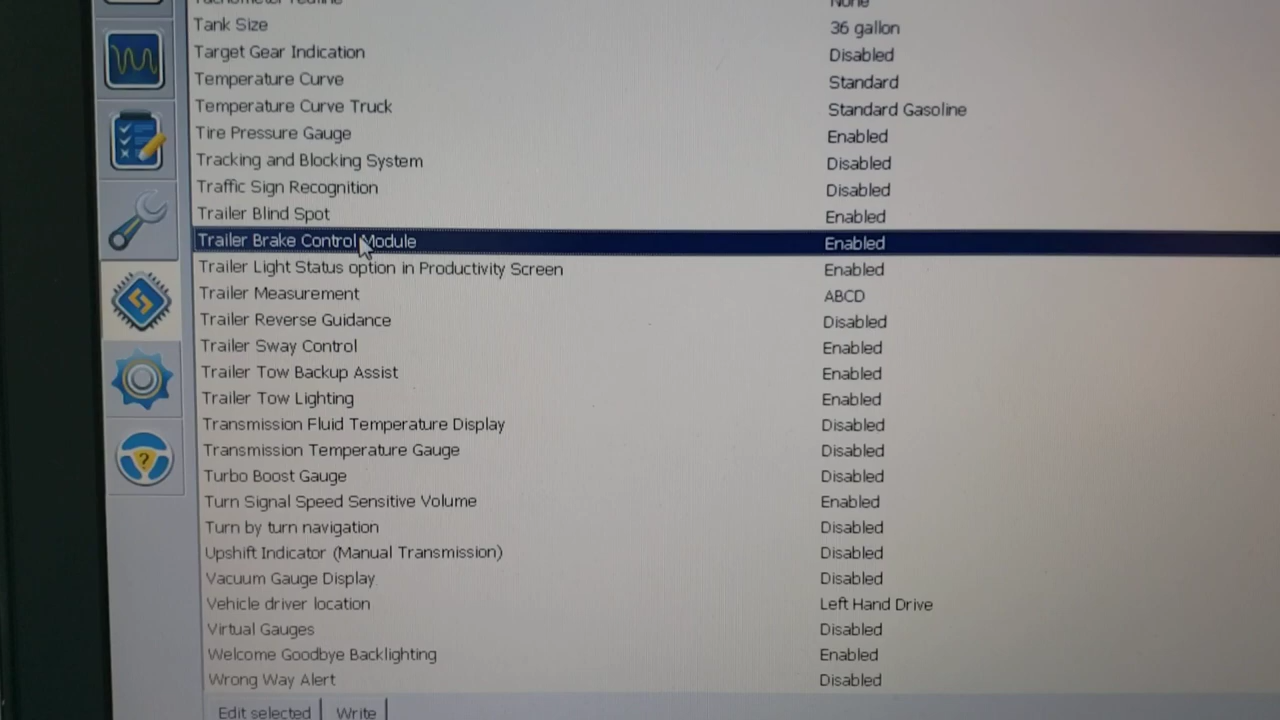 Tachometer Redline None
Tank Size 36 gallon
Target Gear Indication Disabled
Temperature Curve Standard
Temperature Curve Truck Standard Gasoline
Tire Pressure Gauge Enabled
Tracking and Blocking System Disabled
Traffic Sign Recognition Disabled
Trailer Blind Spot Enabled
Trailer Brake Control Module Enabled
Trailer Light Status option in Productivity Screen Enabled
Trailer Measurement ABCD
Trailer Reverse Guidance Disabled
Trailer Sway Control Enabled
Trailer Tow Backup Assist Enabled
Trailer Tow Lighting Enabled
Transmission Fluid Temperature Display Disabled
Transmission Temperature Gauge Disabled
Turbo Boost Gauge Disabled
Turn Signal Speed Sensitive Volume Enabled
Turn by turn navigation Disabled
Upshift Indicator (Manual Transmission) Disabled
Vacuum Gauge Display Disabled
Vehicle driver location Left Hand Drive
Virtual Gauges Disabled
Welcome Goodbye Backlighting Enabled
Wrong Way Alert Disabled
Edit selected Write
?